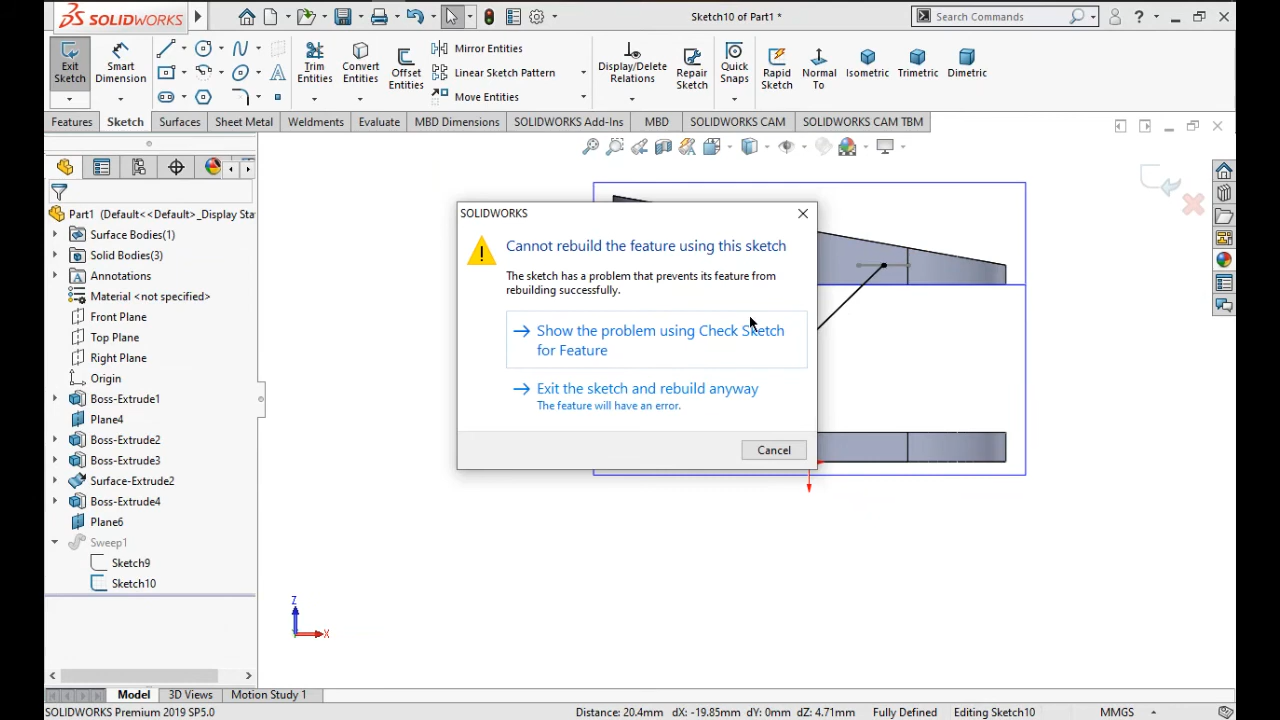 SOLIDWORKS
Sketch10 of Part1 *
Search Commands
Exit Sketch
Smart Dimension
Trim Entities
Convert Entities
Offset Entities
Mirror Entities
Linear Sketch Pattern
Move Entities
Display/Delete Relations
Repair Sketch
Quick Snaps
Rapid Sketch
Normal To
Isometric
Trimetric
Dimetric
Features
Sketch
Surfaces
Sheet Metal
Weldments
Evaluate
MBD Dimensions
SOLIDWORKS Add-Ins
MBD
SOLIDWORKS CAM
SOLIDWORKS CAM TBM
Part1 (Default<<Default>_Display Sta
Surface Bodies(1)
Solid Bodies(3)
Annotations
Material <not specified>
Front Plane
Top Plane
Right Plane
Origin
Boss-Extrude1
Plane4
Boss-Extrude2
Boss-Extrude3
Surface-Extrude2
Boss-Extrude4
Plane6
Sweep1
Sketch9
Sketch10
SOLIDWORKS
Cannot rebuild the feature using this sketch
The sketch has a problem that prevents its feature from
rebuilding successfully.
Show the problem using Check Sketch
for Feature
Exit the sketch and rebuild anyway
The feature will have an error.
Cancel
Z
X
Model
3D Views
Motion Study 1
SOLIDWORKS Premium 2019 SP5.0
Distance: 20.4mm dX: -19.85mm dY: 0mm dZ: 4.71mm
Fully Defined
Editing Sketch10
MMGS